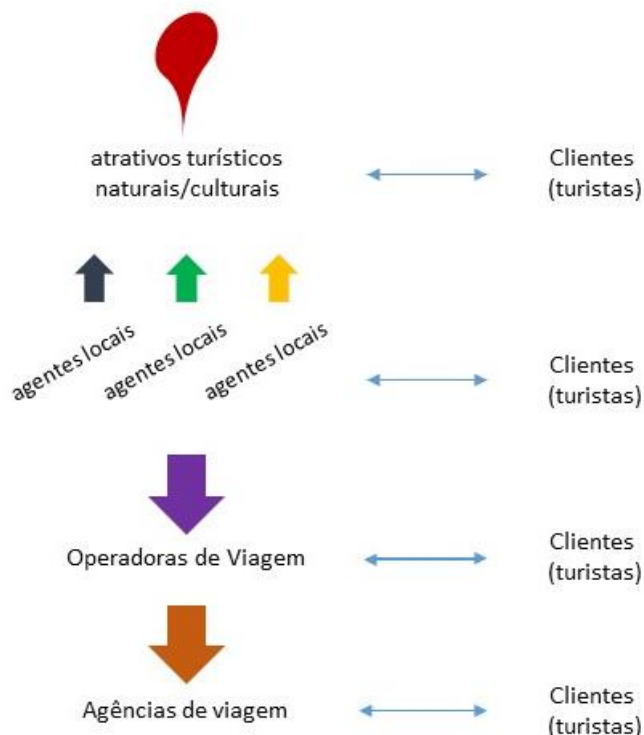 atrativos turísticos
naturais/culturais
Clientes
(turistas)
agentes locais
agentes locais
agentes locais
Clientes
(turistas)
Operadoras de Viagem
Clientes
(turistas)
Agências de viagem
Clientes
(turistas)